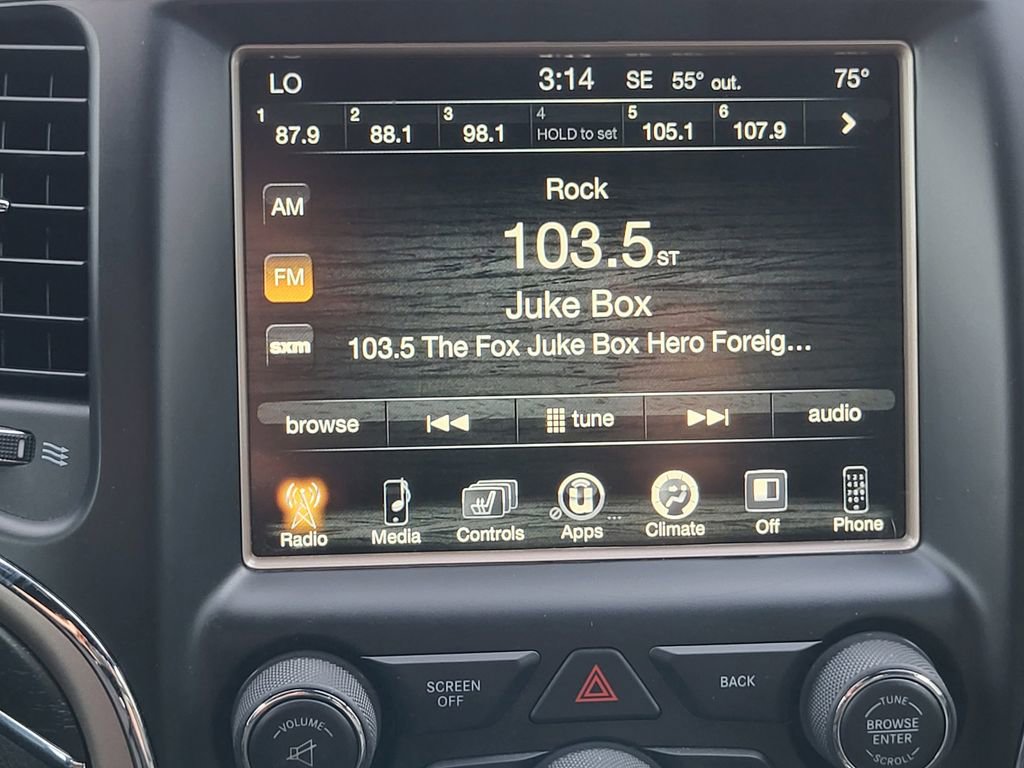 LO 3:14 SE 55° out. 75°
1 87.9 2 88.1 3 98.1 4 HOLD to set 5 105.1 6 107.9
Rock
AM
103.5 ST
FM
Juke Box
sxm 103.5 The Fox Juke Box Hero Foreig...
browse tune audio
Radio Media Controls Apps Climate Off Phone
SCREEN OFF BACK
VOLUME
TUNE
BROWSE
ENTER
SCROLL